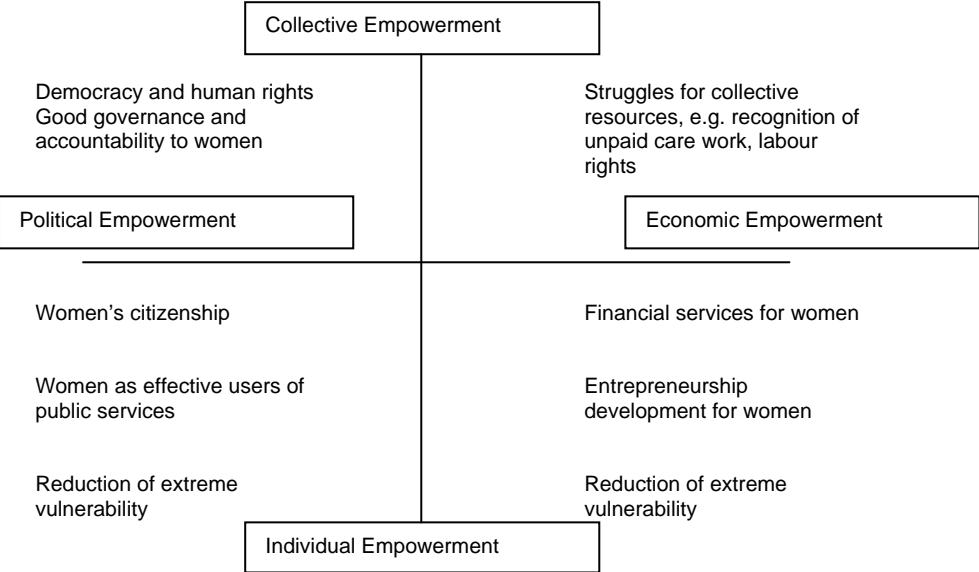 Collective Empowerment
Democracy and human rights
Good governance and
accountability to women
Struggles for collective
resources, e.g. recognition of
unpaid care work, labour
rights
Political Empowerment
Economic Empowerment
Women’s citizenship
Financial services for women
Women as effective users of
public services
Entrepreneurship
development for women
Reduction of extreme
vulnerability
Reduction of extreme
vulnerability
Individual Empowerment